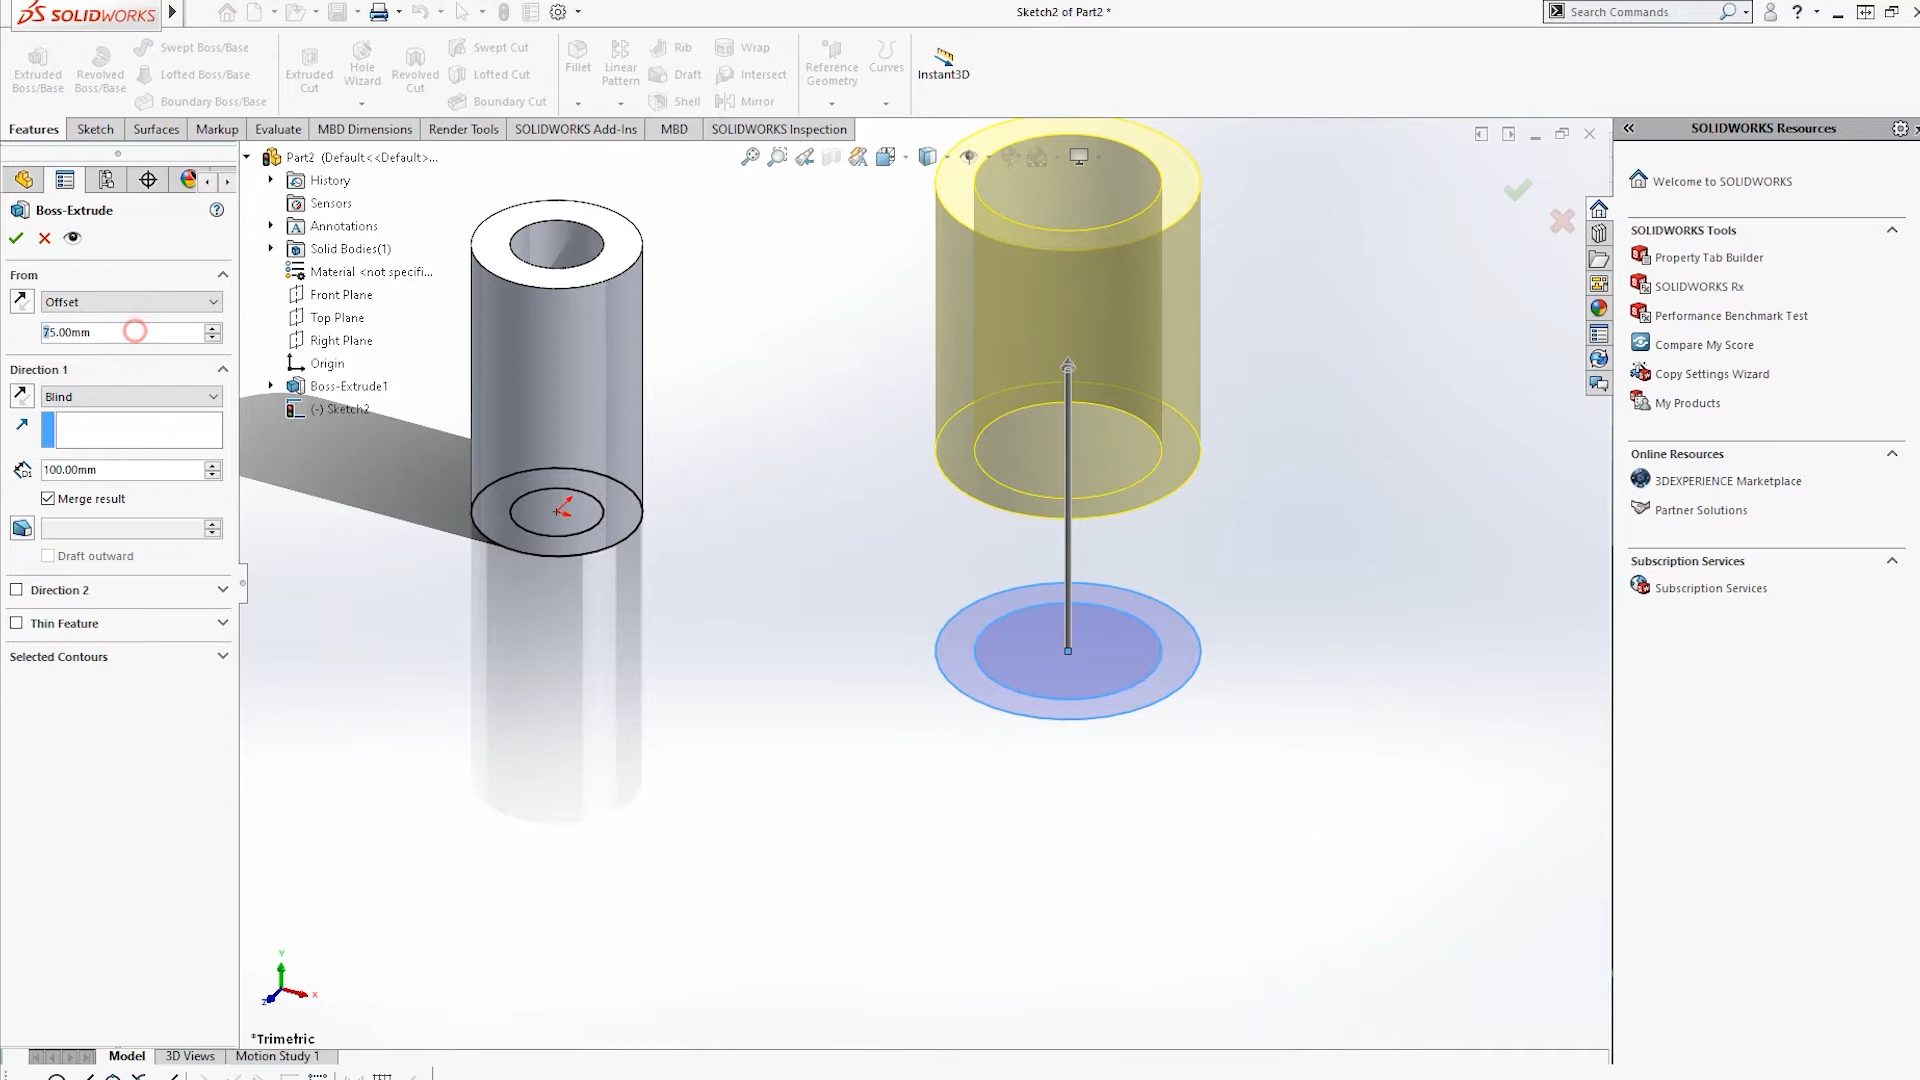 SOLIDWORKS
Sketch2 of Part2 *
Search Commands
?
Extruded Boss/Base
Revolved Boss/Base
Swept Boss/Base
Lofted Boss/Base
Boundary Boss/Base
Extruded Cut
Hole Wizard
Revolved Cut
Swept Cut
Lofted Cut
Boundary Cut
Fillet
Linear Pattern
Rib
Draft
Shell
Wrap
Intersect
Mirror
Reference Geometry
Curves
Instant3D
Features
Sketch
Surfaces
Markup
Evaluate
MBD Dimensions
Render Tools
SOLIDWORKS Add-Ins
MBD
SOLIDWORKS Inspection
Boss-Extrude
From
Offset
75.00mm
Direction 1
Blind
100.00mm
Merge result
Draft outward
Direction 2
Thin Feature
Selected Contours
Part2 (Default<<Default>...
History
Sensors
Annotations
Solid Bodies(1)
Material <not specifi...
Front Plane
Top Plane
Right Plane
Origin
Boss-Extrude1
(-) Sketch2
Y
X
Z
*Trimetric
SOLIDWORKS Resources
Welcome to SOLIDWORKS
SOLIDWORKS Tools
Property Tab Builder
SOLIDWORKS Rx
Performance Benchmark Test
Compare My Score
Copy Settings Wizard
My Products
Online Resources
3DEXPERIENCE Marketplace
Partner Solutions
Subscription Services
Subscription Services
Model
3D Views
Motion Study 1